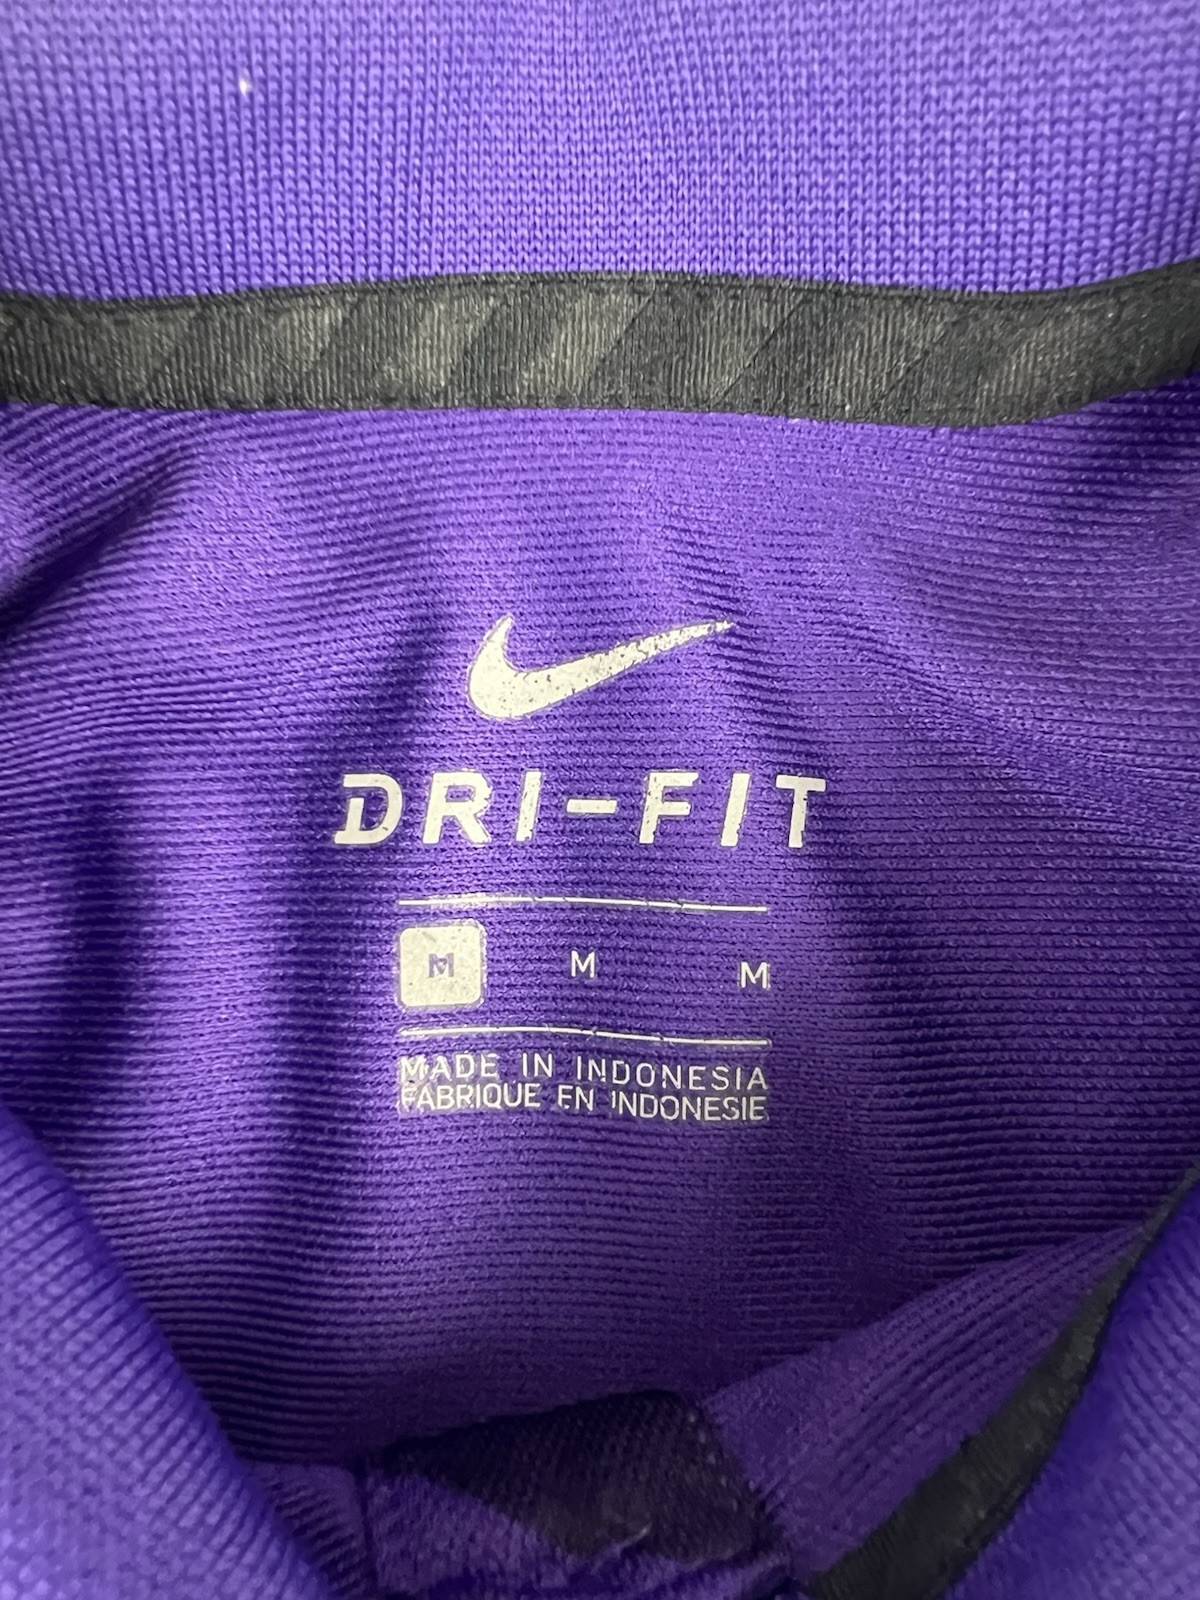 DRI-FIT
M M M
MADE IN INDONESIA
FABRIQUE EN INDONESIE